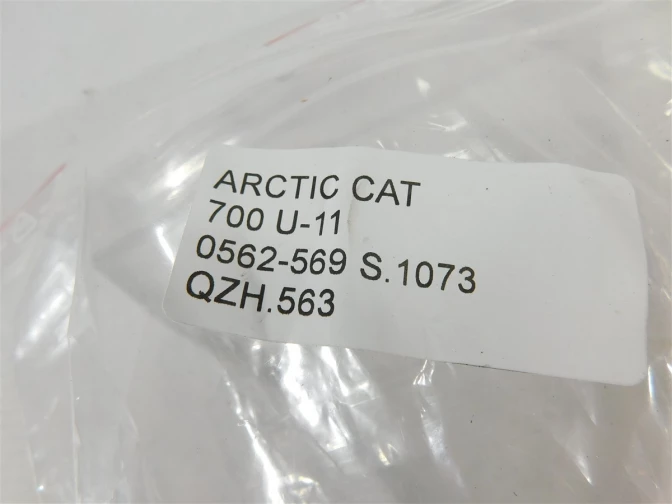 ARCTIC CAT
700 U-11
0562-569 S.1073
QZH.563